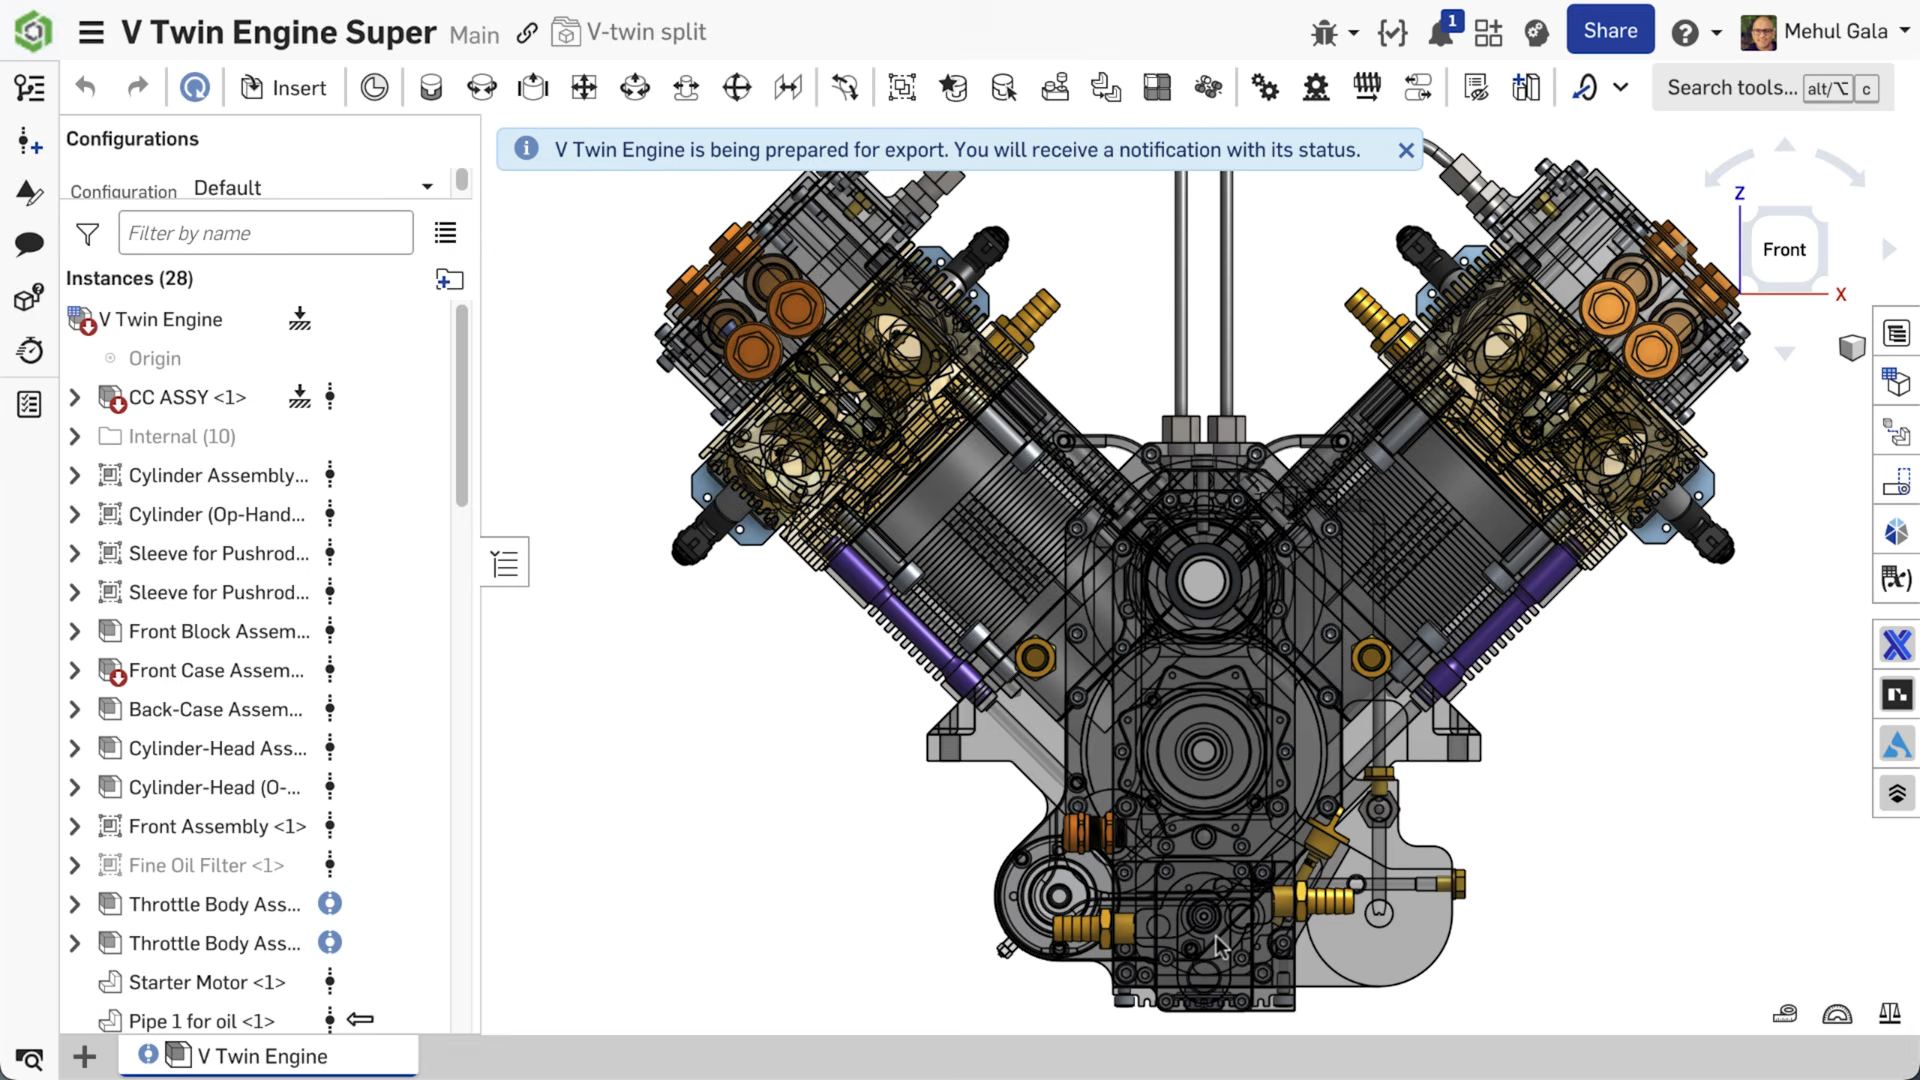 V Twin Engine Super Main V-twin split
1
Share
Mehul Gala
Insert
Search tools... alt/⌥ c
Configurations
Configuration Default
Filter by name
Instances (28)
V Twin Engine
Origin
CC ASSY <1>
Internal (10)
Cylinder Assembly...
Cylinder (Op-Hand...
Sleeve for Pushrod...
Sleeve for Pushrod...
Front Block Assem...
Front Case Assem...
Back-Case Assem...
Cylinder-Head Ass...
Cylinder-Head (O-...
Front Assembly <1>
Fine Oil Filter <1>
Throttle Body Ass...
Throttle Body Ass...
Starter Motor <1>
Pipe 1 for oil <1>
V Twin Engine is being prepared for export. You will receive a notification with its status.
Z
Front
X
V Twin Engine